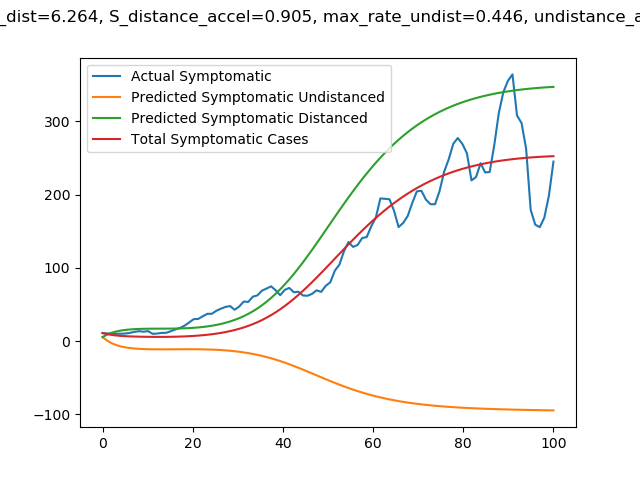 _dist=6.264, S_distance_accel=0.905, max_rate_undist=0.446, undistance_a
Actual Symptomatic
Predicted Symptomatic Undistanced
Predicted Symptomatic Distanced
Total Symptomatic Cases
300
200
100
0
−100
0 20 40 60 80 100